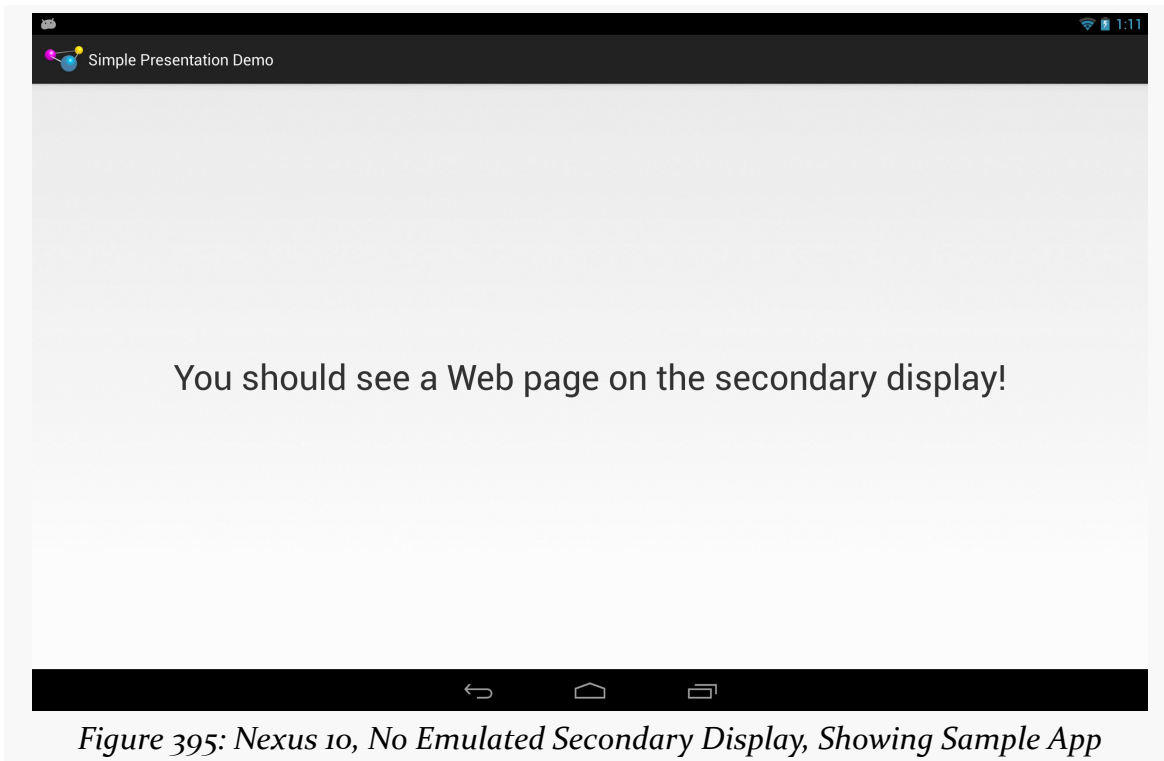 1:11
Simple Presentation Demo
You should see a Web page on the secondary display!
Figure 395: Nexus 10, No Emulated Secondary Display, Showing Sample App